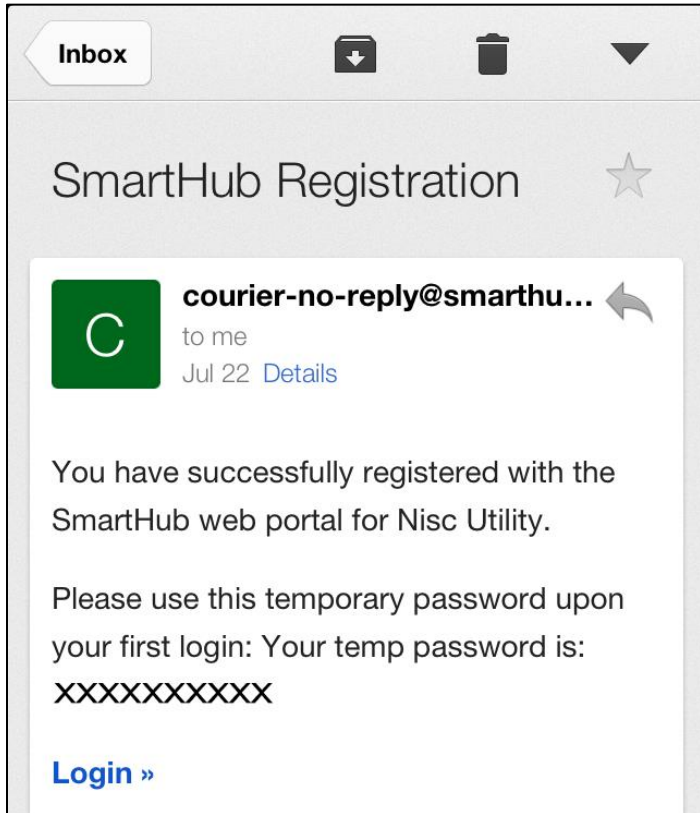 Inbox
SmartHub Registration
C
courier-no-reply@smarthu...
to me
Jul 22 Details
You have successfully registered with the
SmartHub web portal for Nisc Utility.
Please use this temporary password upon
your first login: Your temp password is:
XXXXXXXXXX
Login »